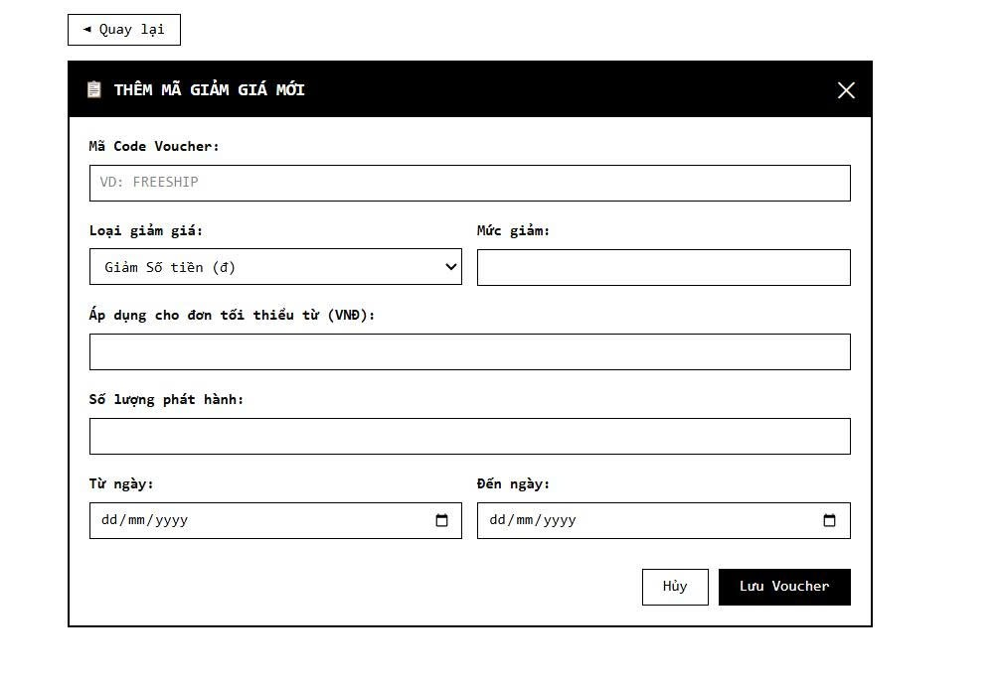 ◄ Quay lại
📋 THÊM MÃ GIẢM GIÁ MỚI
Mã Code Voucher:
VD: FREESHIP
Loại giảm giá: Mức giảm:
Giảm Số tiền (đ)
Áp dụng cho đơn tối thiểu từ (VNĐ):
Số lượng phát hành:
Từ ngày: Đến ngày:
dd/mm/yyyy dd/mm/yyyy
Hủy Lưu Voucher